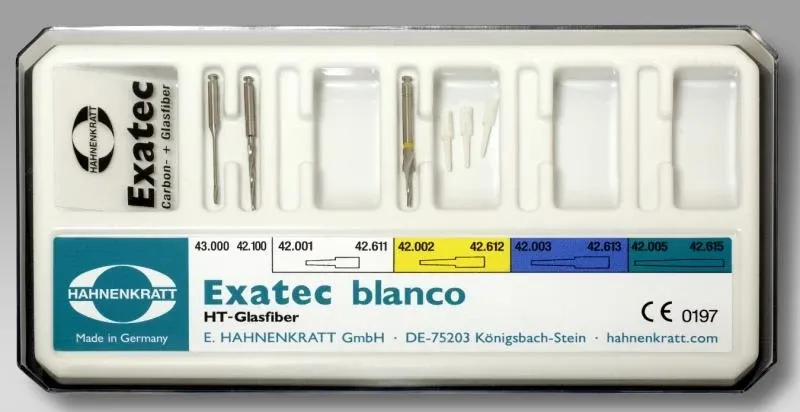 HAHNENKRATT
Exatec
Carbon- + Glasfiber
43.000 42.100 42.001 42.611 42.002 42.612 42.003 42.613 42.005 42.615
HAHNENKRATT
Made in Germany
Exatec blanco
HT-Glasfiber
E. HAHNENKRATT GmbH · DE-75203 Königsbach-Stein · hahnenkratt.com
CE 0197